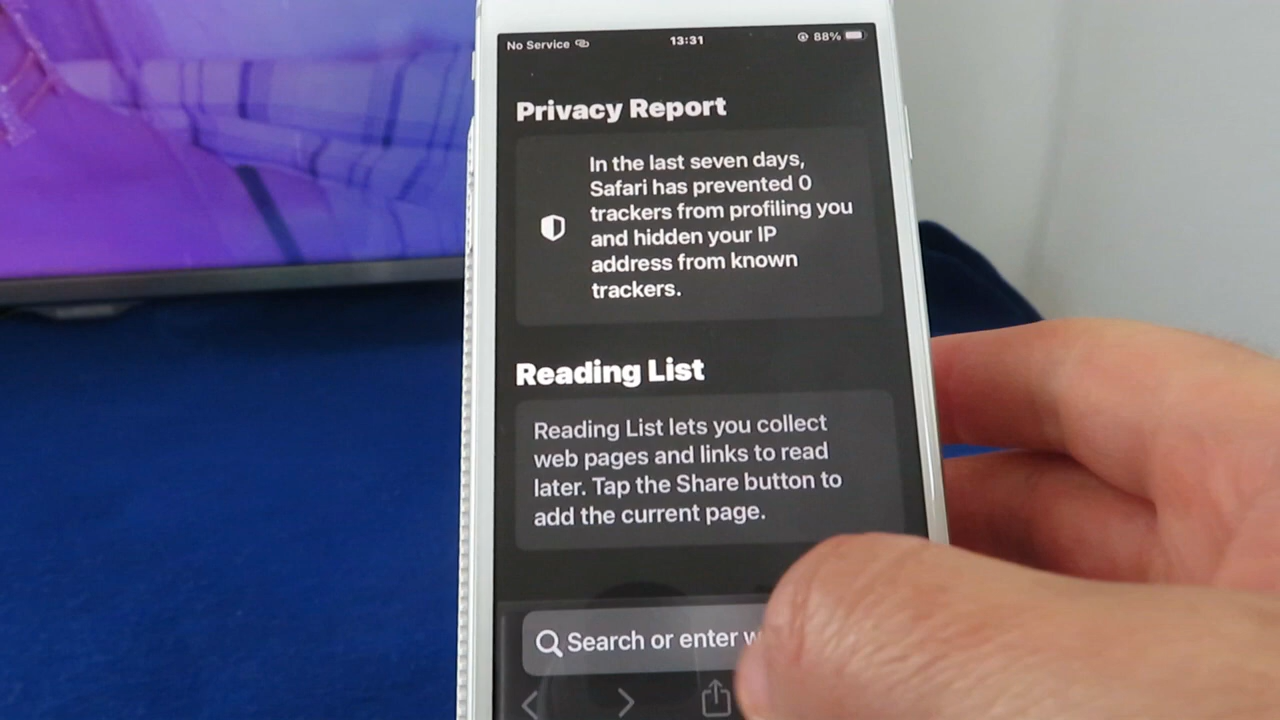 No Service 13:31 88%
Privacy Report
In the last seven days,
Safari has prevented 0
trackers from profiling you
and hidden your IP
address from known
trackers.
Reading List
Reading List lets you collect
web pages and links to read
later. Tap the Share button to
add the current page.
Search or enter